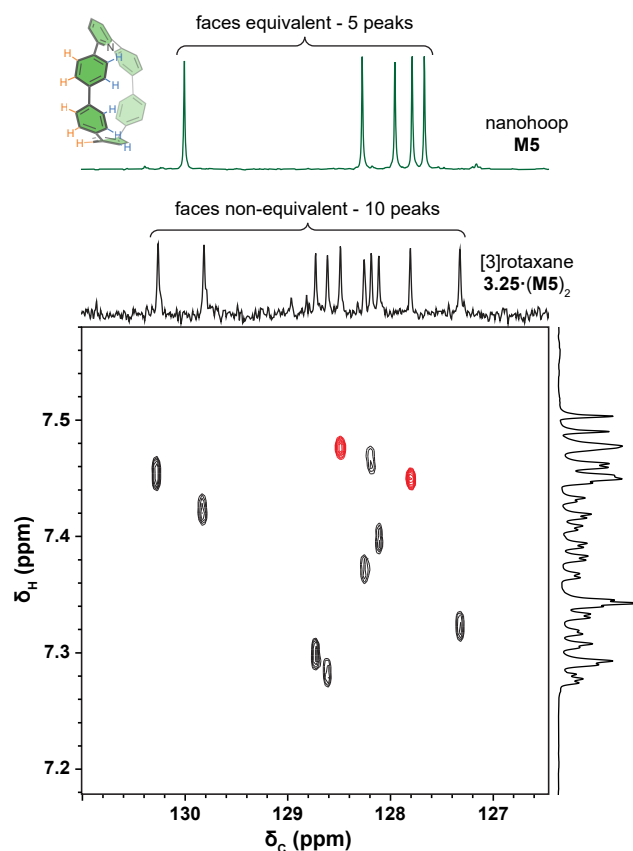 faces equivalent - 5 peaks
N
H H
H H
H H
H H
H H
nanohoop
M5
faces non-equivalent - 10 peaks
[3]rotaxane
3.25·(M5)₂
7.5
7.4
7.3
7.2
δH (ppm)
130 129 128 127
δC (ppm)